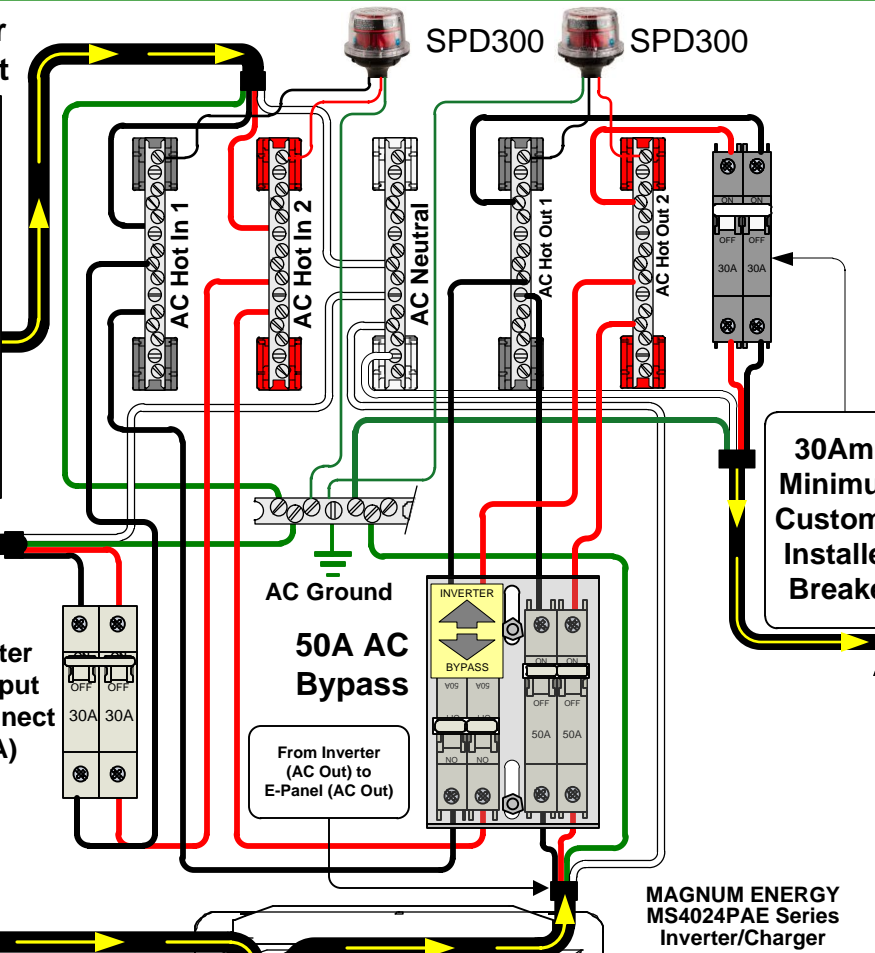 SPD300
SPD300
AC Hot In 1
AC Hot In 2
AC Neutral
AC Hot Out 1
AC Hot Out 2
ON
ON
OFF
OFF
30A
30A
AC Ground
50A AC
Bypass
INVERTER
BYPASS
50A
50A
ON
ON
ON
ON
OFF
OFF
50A
50A
OFF
OFF
30A
30A
From Inverter
(AC Out) to
E-Panel (AC Out)
MAGNUM ENERGY
MS4024PAE Series
Inverter/Charger